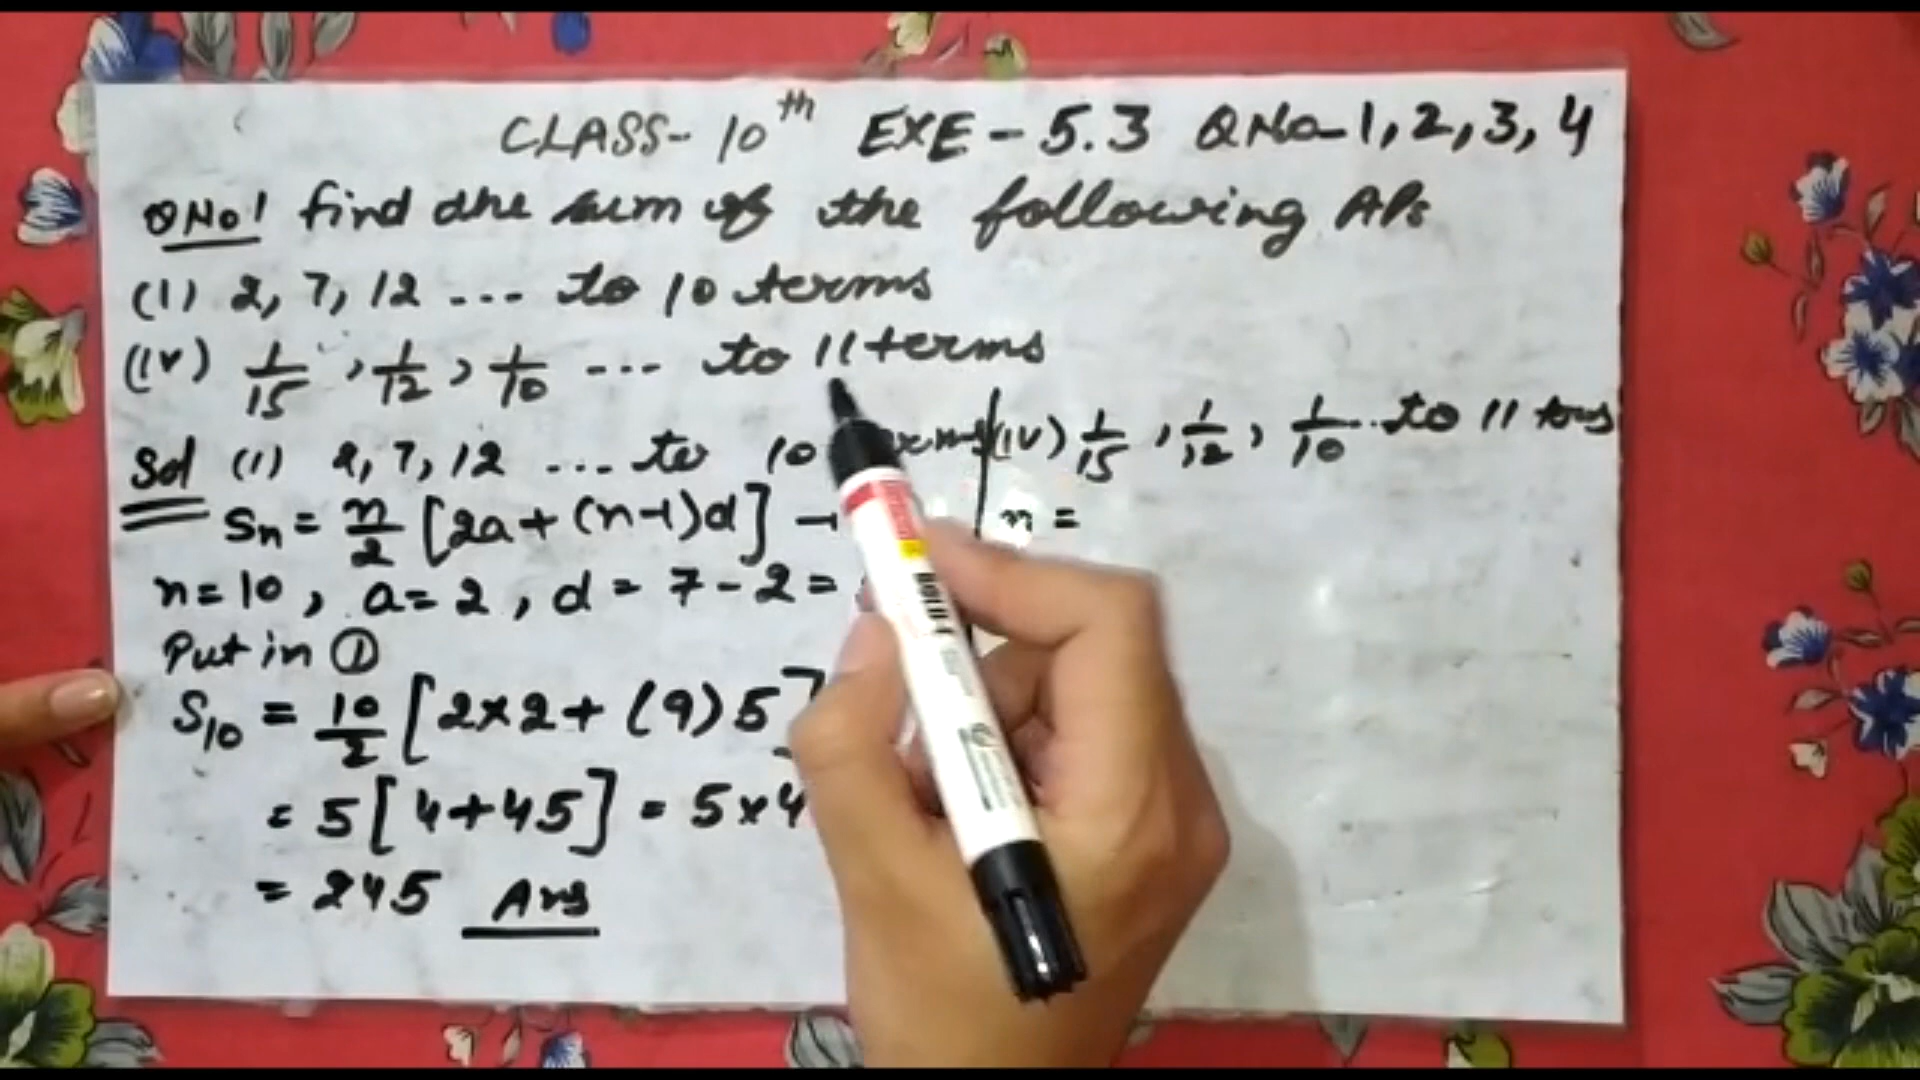 CLASS- 10th EXE - 5.3 Q No-1,2,3,4
Q No 1 find the sum of the following APs
(i) 2, 7, 12 ... to 10 terms
(iv) 1/15, 1/12, 1/10 --- to 11 terms
Sol (i) 2, 7, 12 ... to 10
Sn = n/2 [2a + (n-1)d] -
n = 10, a = 2, d = 7 - 2 =
Put in ①
S10 = 10/2 [2×2 + (9)5]
= 5[4+45] = 5×4
= 245 Ans
(iv) 1/15, 1/12, 1/10 ... to 11
n =